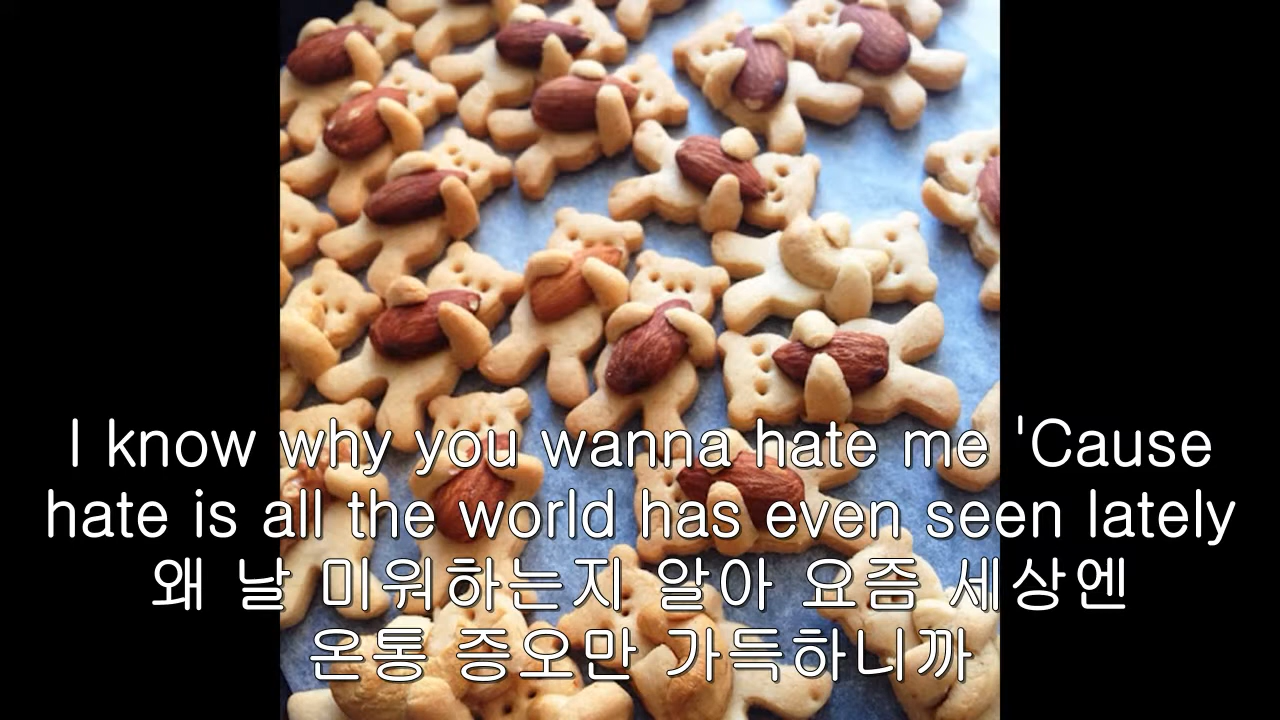 I know why you wanna hate me 'Cause
hate is all the world has even seen lately
왜 날 미워하는지 알아 요즘 세상엔
온통 증오만 가득하니까